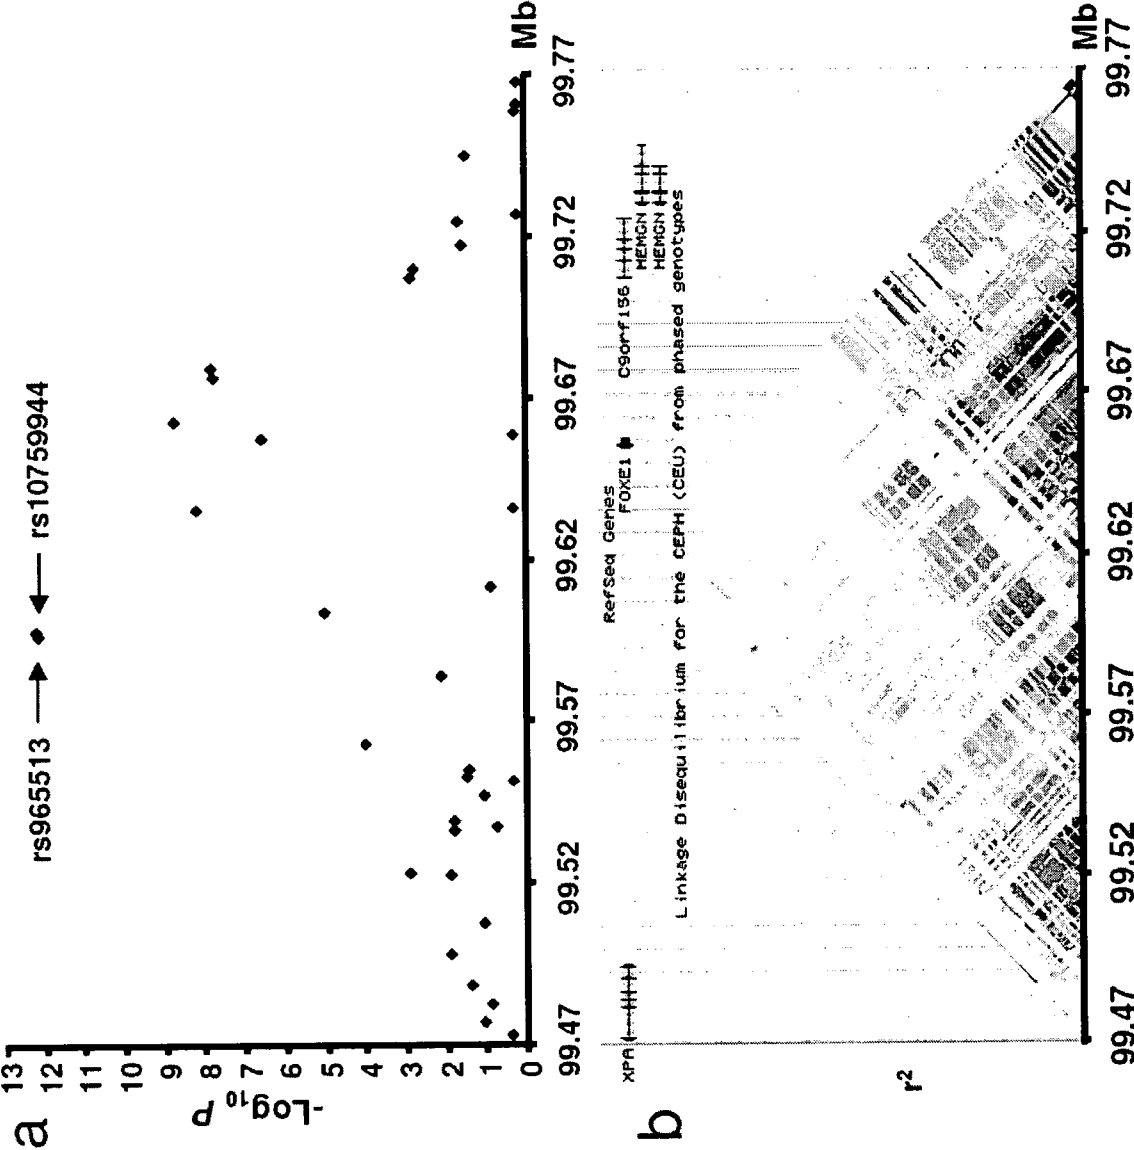 a
rs965513 rs10759944
-Log10 P
13
12
11
10
9
8
7
6
5
4
3
2
1
0
99.47 99.52 99.57 99.62 99.67 99.72 99.77
Mb
b
RefSeq Genes
XPA FOXE1 C9orf156
HEMGN
HEMGN
Linkage Disequilibrium for the CEPH (CEU) from phased genotypes
r2
Mb
99.47 99.52 99.57 99.62 99.67 99.72 99.77